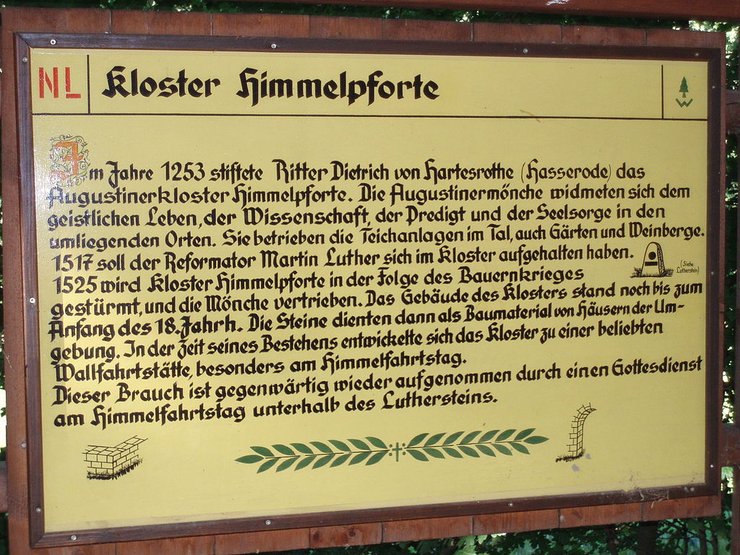 NL Kloster Himmelpforte
W
Im Jahre 1253 stiftete Ritter Dietrich von Hartesrothe (Hasserode) das
Augustinerkloster Himmelpforte. Die Augustinermönche widmeten sich dem
geistlichen Leben, der Wissenschaft, der Predigt und der Seelsorge in den
umliegenden Orten. Sie betrieben die Teichanlagen im Tal, auch Gärten und Weinberge.
1517 soll der Reformator Martin Luther sich im Kloster aufgehalten haben.
(Siehe
Lutherstein)
1525 wird Kloster Himmelpforte in der Folge des Bauernkrieges
gestürmt, und die Mönche vertrieben. Das Gebäude des Klosters stand noch bis zum
Anfang des 18. Jahrh. Die Steine dienten dann als Baumaterial von Häusern der Um-
gebung. In der Zeit seines Bestehens entwickelte sich das Kloster zu einer beliebten
Wallfahrtstätte, besonders am Himmelfahrtstag.
Dieser Brauch ist gegenwärtig wieder aufgenommen durch einen Gottesdienst
am Himmelfahrtstag unterhalb des Luthersteins.